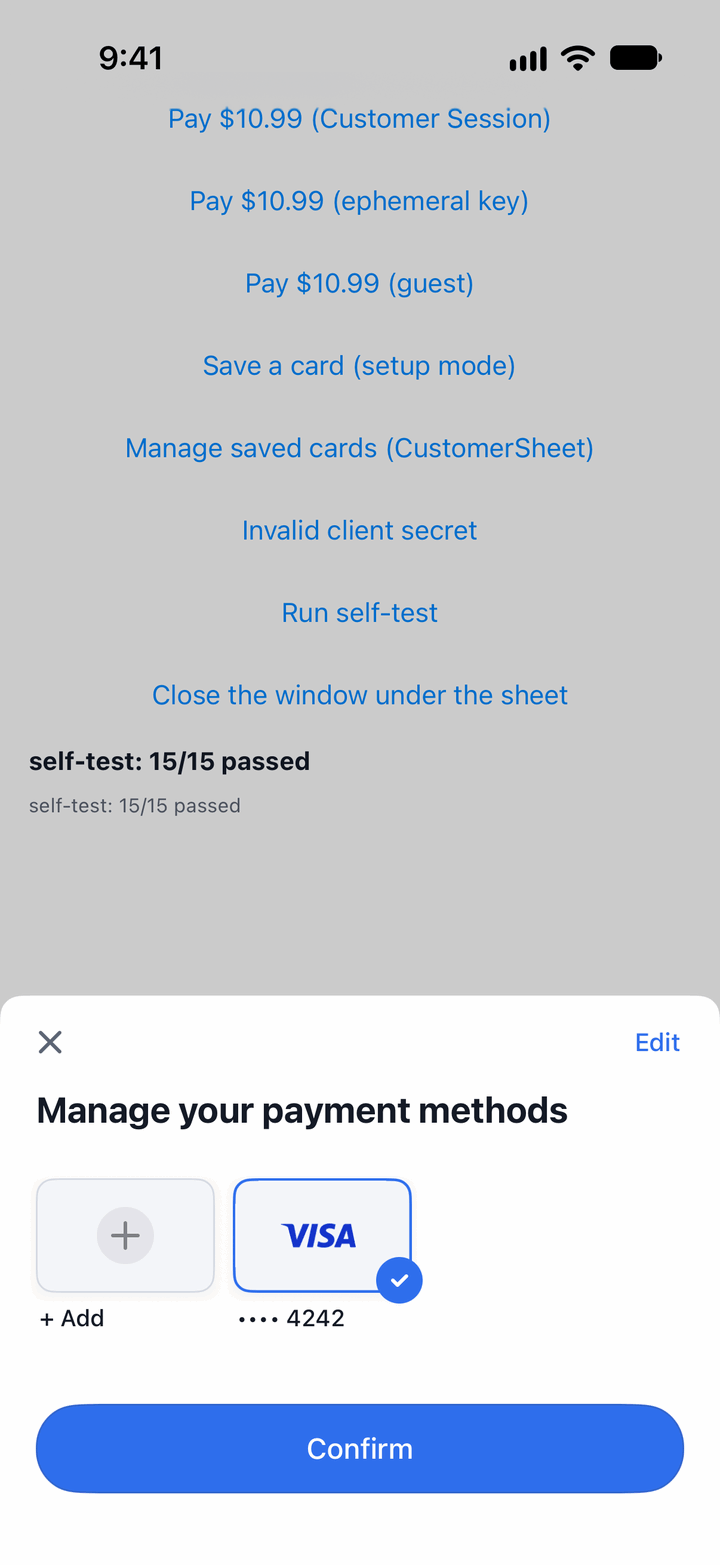 9:41
Pay $10.99 (Customer Session)
Pay $10.99 (ephemeral key)
Pay $10.99 (guest)
Save a card (setup mode)
Manage saved cards (CustomerSheet)
Invalid client secret
Run self-test
Close the window under the sheet
self-test: 15/15 passed
self-test: 15/15 passed
Edit
Manage your payment methods
VISA
+ Add
•••• 4242
Confirm